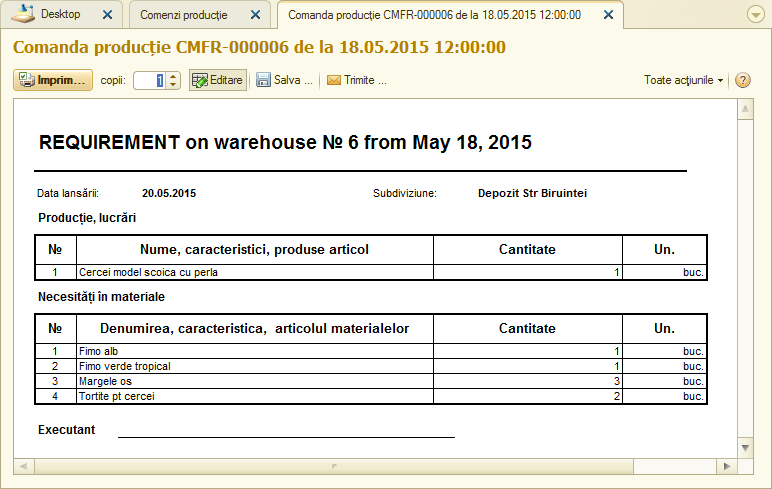 Desktop
Comenzi producție
Comanda producție CMFR-000006 de la 18.05.2015 12:00:00
Comanda producție CMFR-000006 de la 18.05.2015 12:00:00
Imprim... copii: 1 Editare Salva ... Trimite ... Toate acțiunile ?
REQUIREMENT on warehouse № 6 from May 18, 2015
Data lansării: 20.05.2015 Subdiviziune: Depozit Str Biruintei
Producție, lucrări
№ Nume, caracteristici, produse articol Cantitate Un.
1 Cercei model scoica cu perla 1 buc.
Necesități în materiale
№ Denumirea, caracteristica, articolul materialelor Cantitate Un.
1 Fimo alb 1 buc.
2 Fimo verde tropical 1 buc.
3 Margele os 3 buc.
4 Tortite pt cercei 2 buc.
Executant